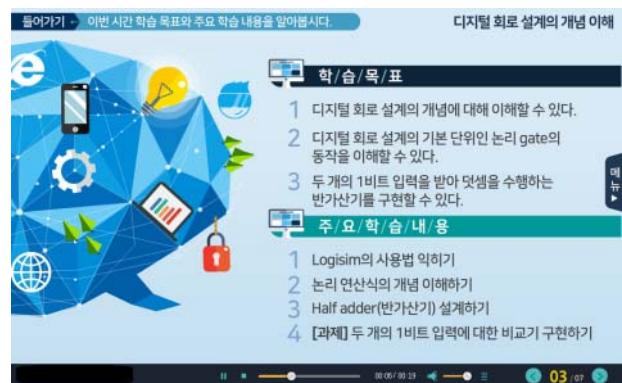 들어가기 이번 시간 학습 목표와 주요 학습 내용을 알아봅시다. 디지털 회로 설계의 개념 이해
학/습/목/표
1 디지털 회로 설계의 개념에 대해 이해할 수 있다.
2 디지털 회로 설계의 기본 단위인 논리 gate의
동작을 이해할 수 있다.
3 두 개의 1비트 입력을 받아 덧셈을 수행하는
반가산기를 구현할 수 있다.
메뉴
주/요/학/습/내/용
1 Logisim의 사용법 익히기
2 논리 연산식의 개념 이해하기
3 Half adder(반가산기) 설계하기
4 [과제] 두 개의 1비트 입력에 대한 비교기 구현하기
00:06/00:19 03/07